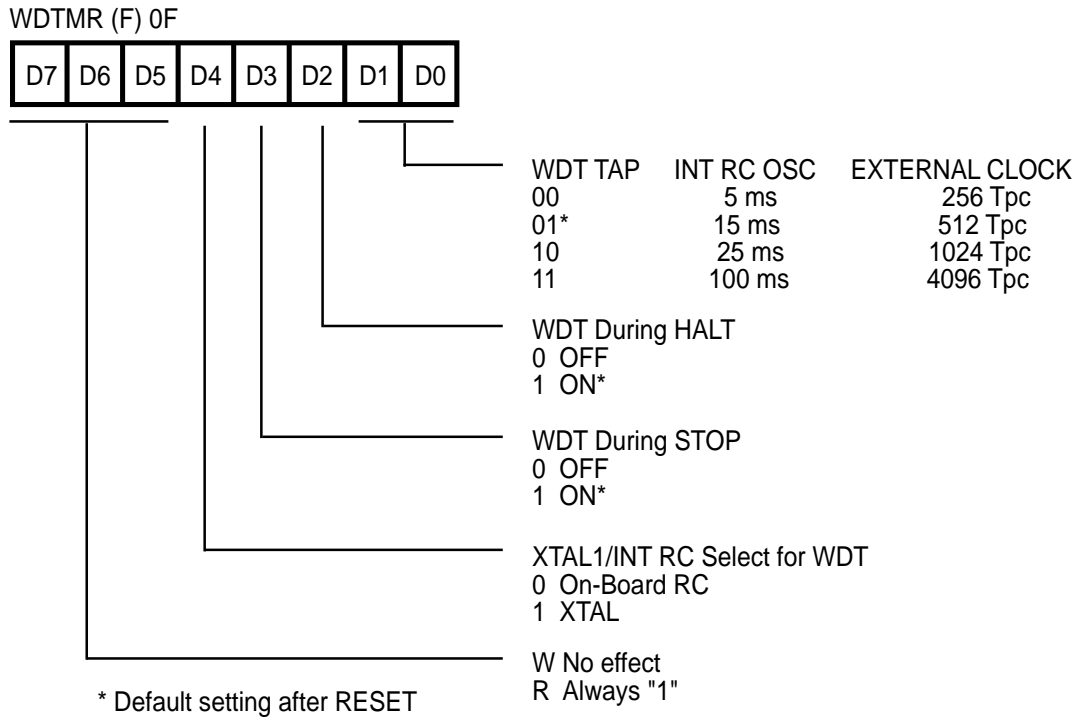 WDTMR (F) 0F
D7 D6 D5 D4 D3 D2 D1 D0
WDT TAP INT RC OSC EXTERNAL CLOCK
00 5 ms 256 Tpc
01* 15 ms 512 Tpc
10 25 ms 1024 Tpc
11 100 ms 4096 Tpc
WDT During HALT
0 OFF
1 ON*
WDT During STOP
0 OFF
1 ON*
XTAL1/INT RC Select for WDT
0 On-Board RC
1 XTAL
W No effect
R Always "1"
* Default setting after RESET